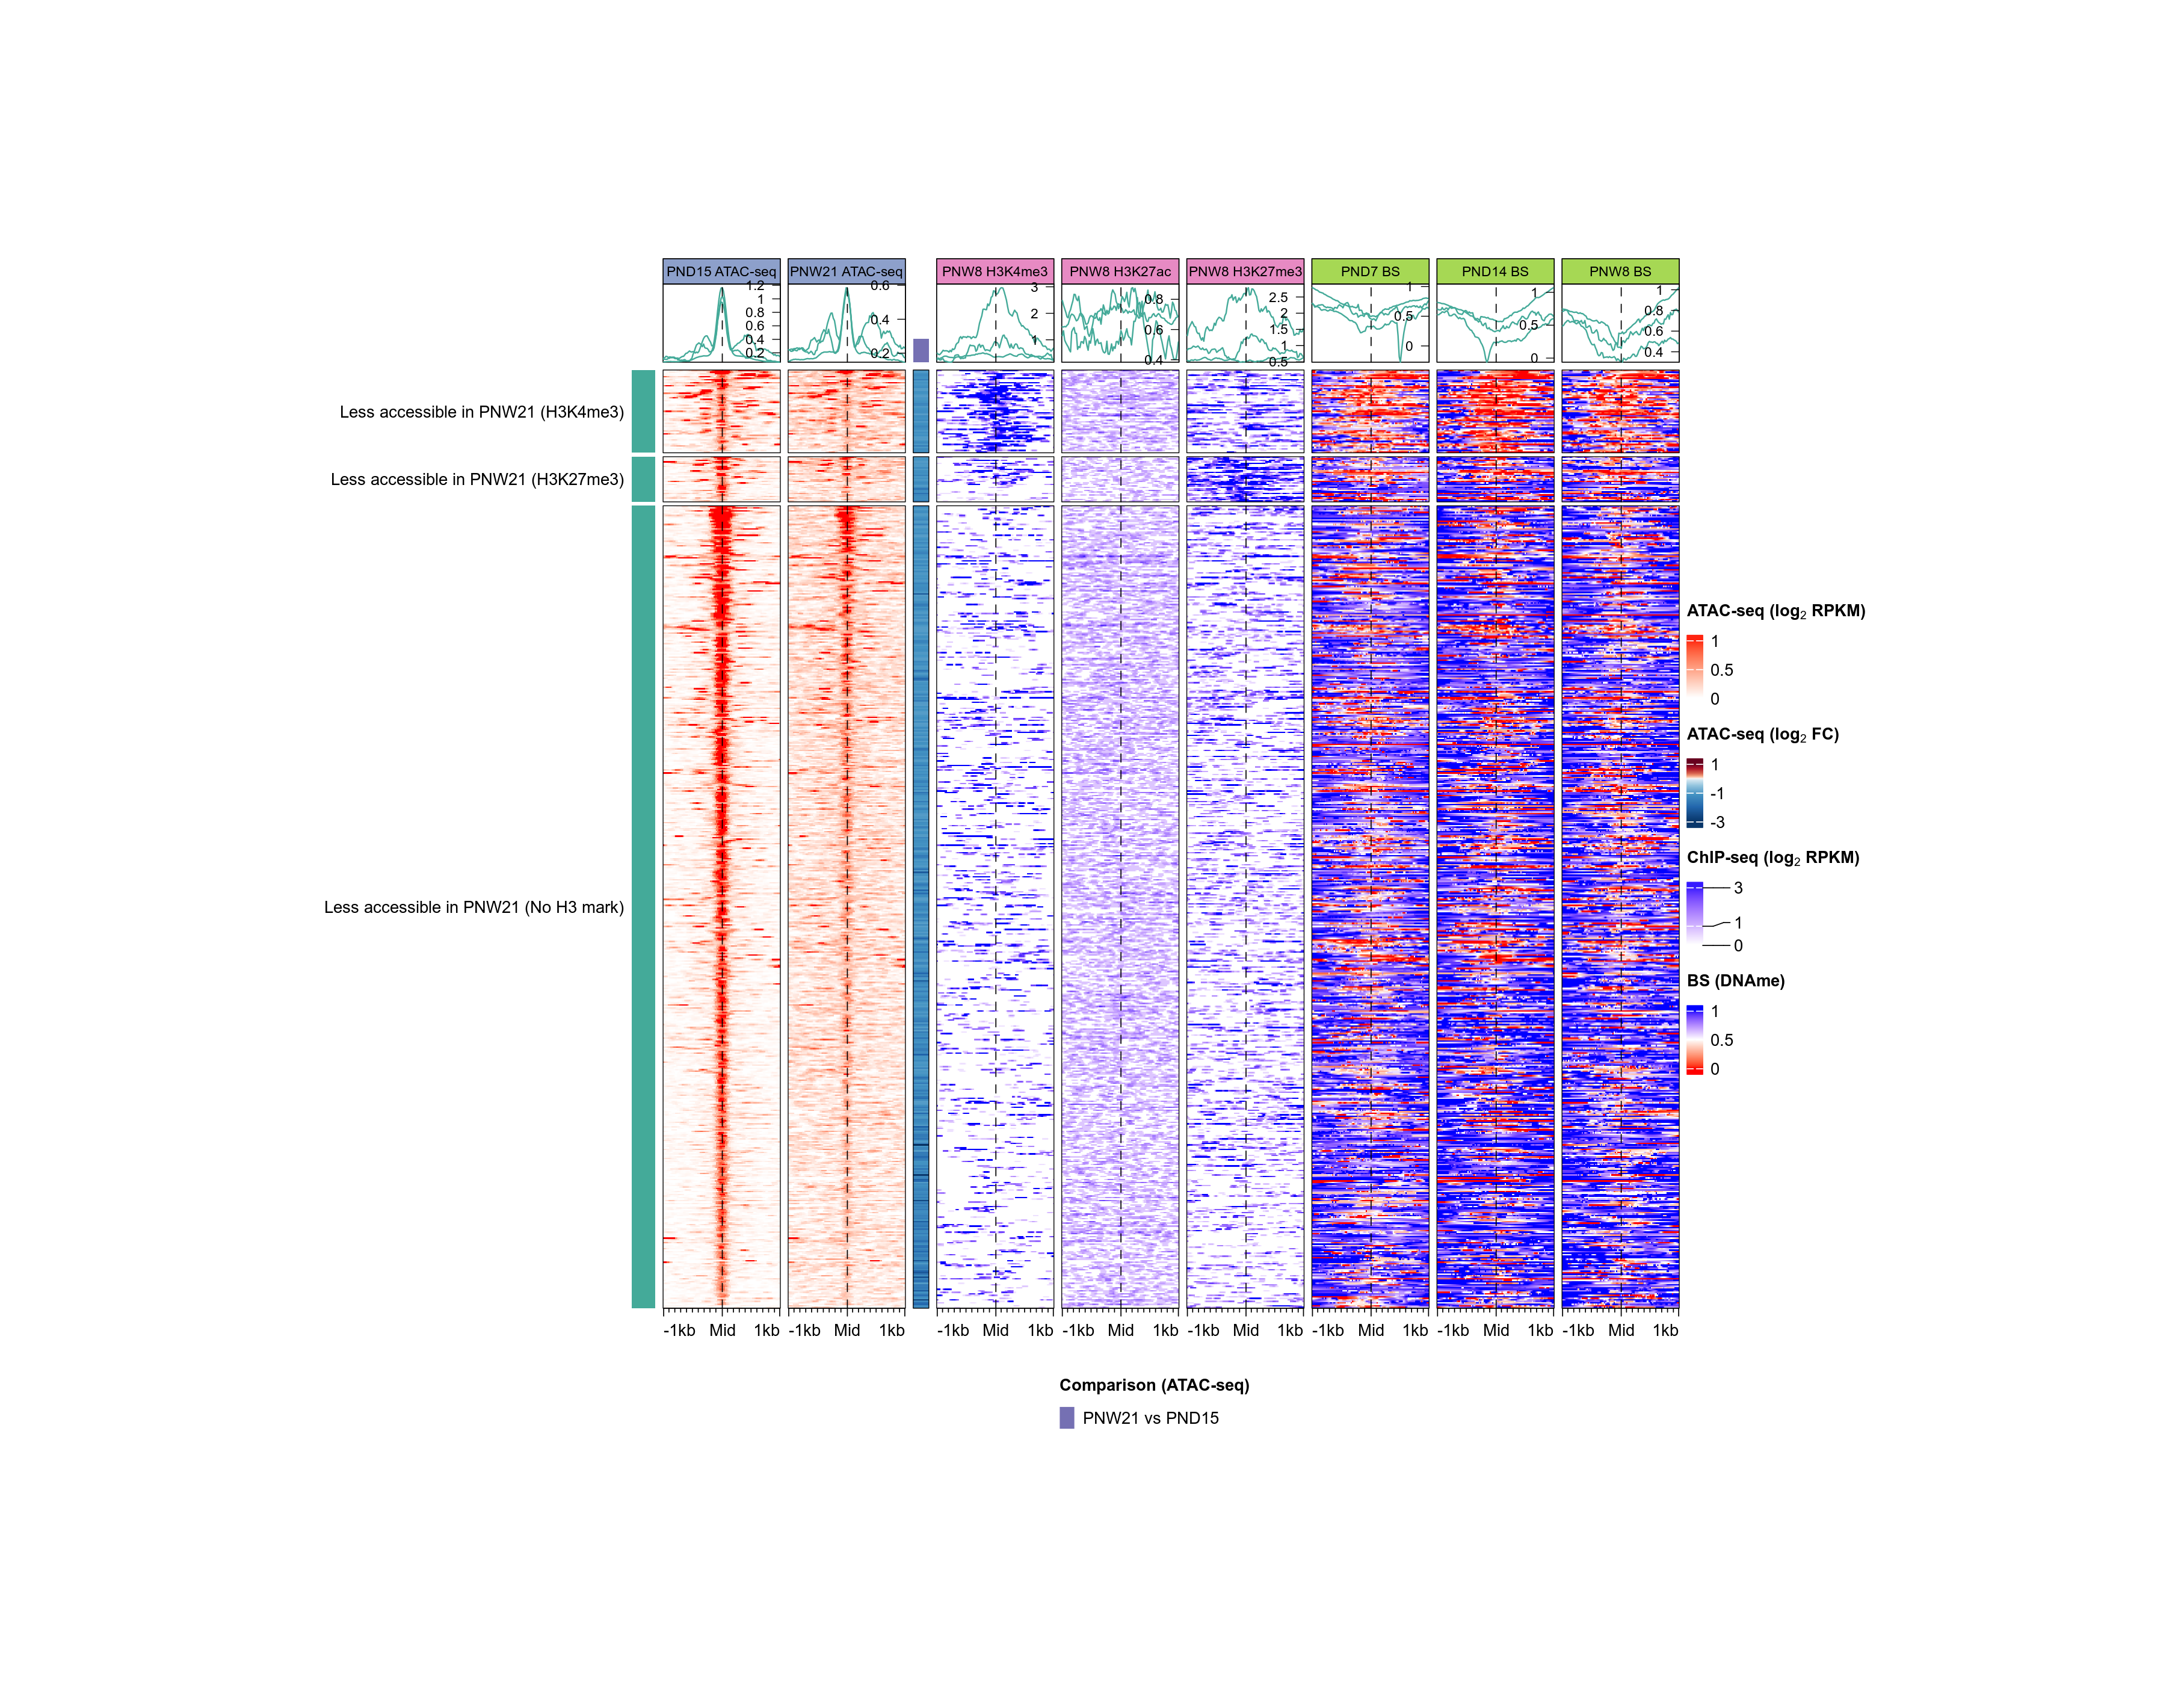 PND15 ATAC-seq PNW21 ATAC-seq PNW8 H3K4me3 PNW8 H3K27ac PNW8 H3K27me3 PND7 BS PND14 BS PNW8 BS
1.2 1 0.8 0.6 0.4 0.2
0.6 0.4 0.2
3 2 1
0.8 0.6 0.4
2.5 2 1.5 1 0.5
1 0.5 0
1 0.5 0
1 0.8 0.6 0.4
Less accessible in PNW21 (H3K4me3)
Less accessible in PNW21 (H3K27me3)
Less accessible in PNW21 (No H3 mark)
ATAC-seq (log₂ RPKM)
1
0.5
0
ATAC-seq (log₂ FC)
1
-1
-3
ChIP-seq (log₂ RPKM)
3
1
0
BS (DNAme)
1
0.5
0
-1kb Mid 1kb -1kb Mid 1kb -1kb Mid 1kb -1kb Mid 1kb -1kb Mid 1kb -1kb Mid 1kb -1kb Mid 1kb -1kb Mid 1kb
Comparison (ATAC-seq)
PNW21 vs PND15